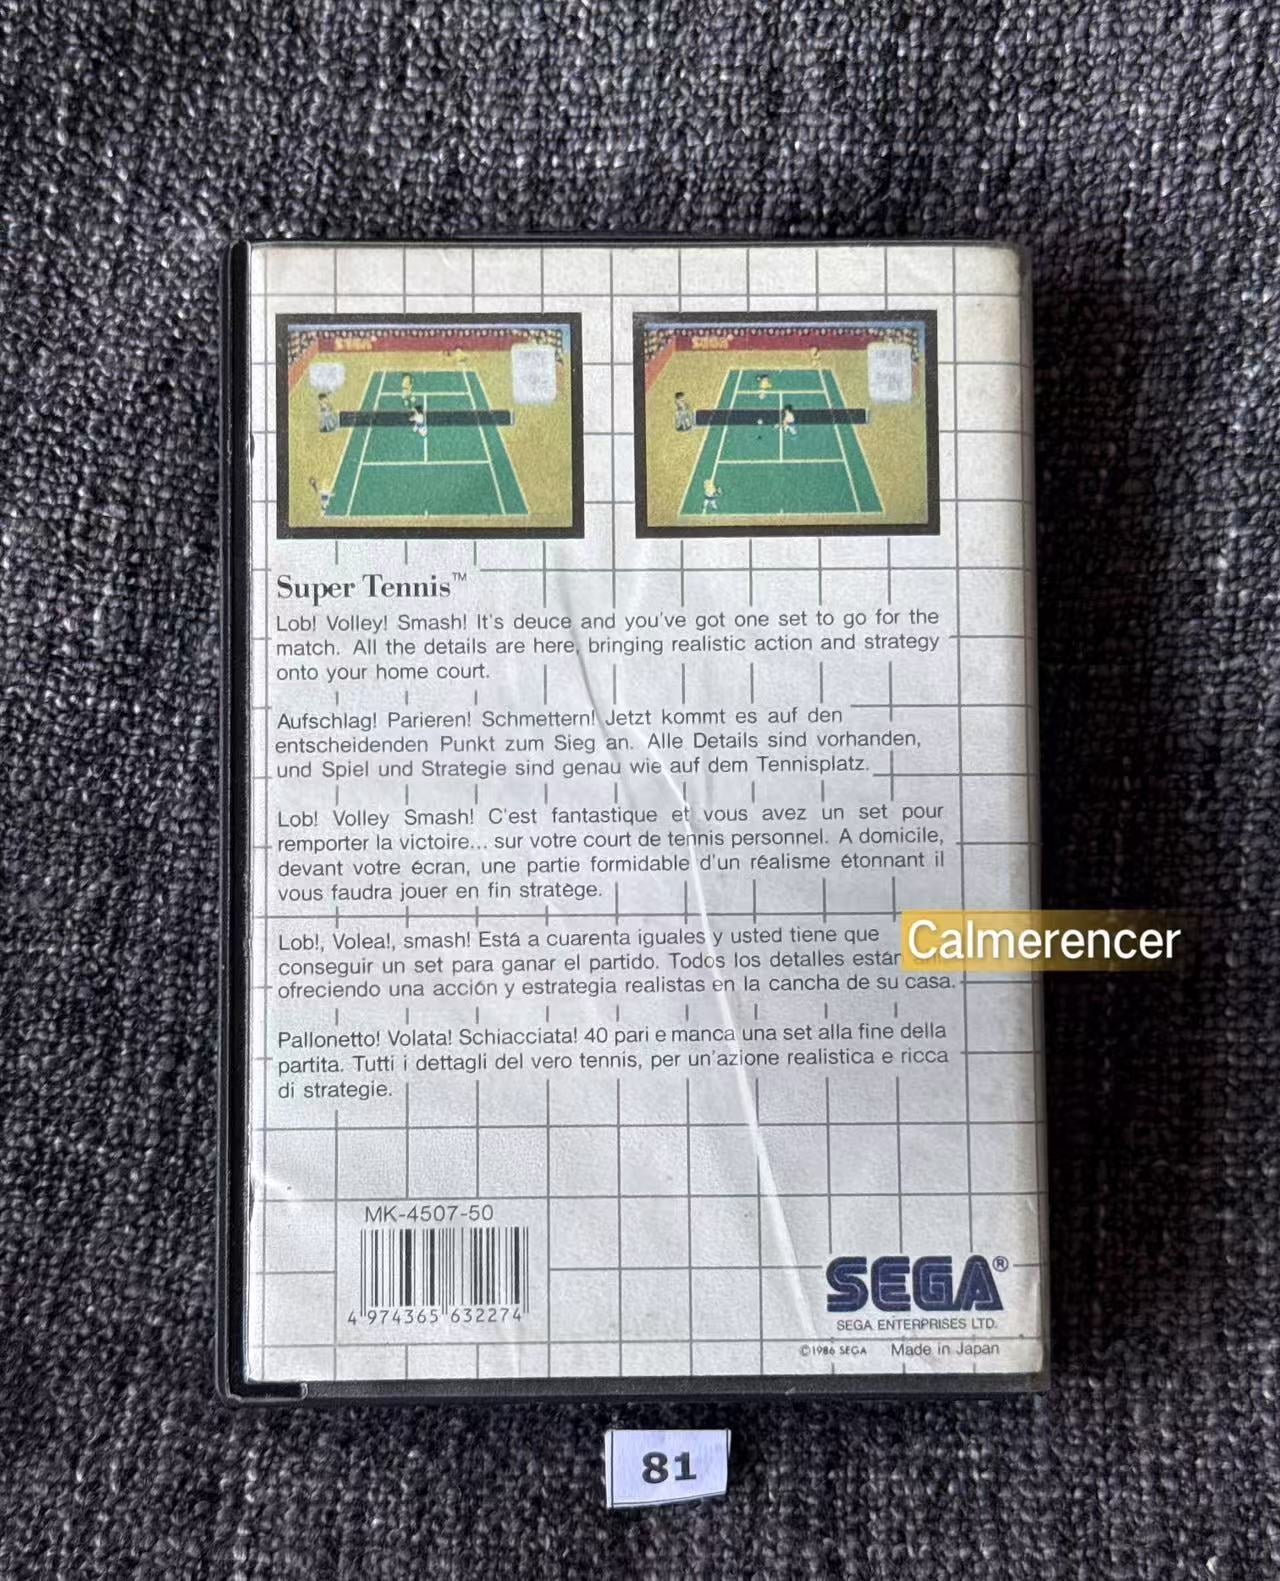 SEGA
SEGA
Super Tennis™
Lob! Volley! Smash! It's deuce and you've got one set to go for the
match. All the details are here, bringing realistic action and strategy
onto your home court.
Aufschlag! Parieren! Schmettern! Jetzt kommt es auf den
entscheidenden Punkt zum Sieg an. Alle Details sind vorhanden,
und Spiel und Strategie sind genau wie auf dem Tennisplatz.
Lob! Volley Smash! C'est fantastique et vous avez un set pour
remporter la victoire... sur votre court de tennis personnel. A domicile,
devant votre écran, une partie formidable d'un réalisme étonnant il
vous faudra jouer en fin stratège.
Lob!, Volea!, smash! Está a cuarenta iguales y usted tiene que
conseguir un set para ganar el partido. Todos los detalles están
ofreciendo una acción y estrategia realistas en la cancha de su casa.
Calmerencer
Pallonetto! Volata! Schiacciata! 40 pari e manca una set alla fine della
partita. Tutti i dettagli del vero tennis, per un'azione realistica e ricca
di strategie.
MK-4507-50
4 974365 632274
SEGA®
SEGA ENTERPRISES LTD.
©1986 SEGA Made in Japan
81